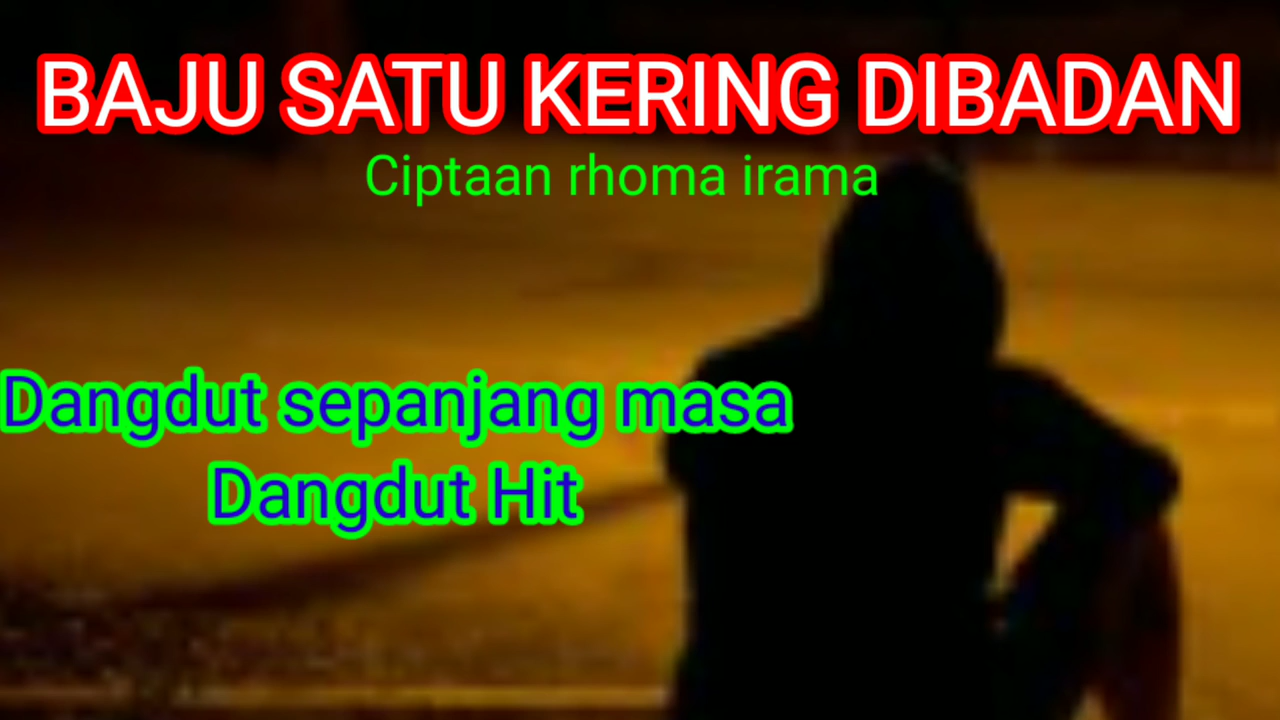 BAJU SATU KERING DIBADAN
Ciptaan rhoma irama
Dangdut sepanjang masa
Dangdut Hit